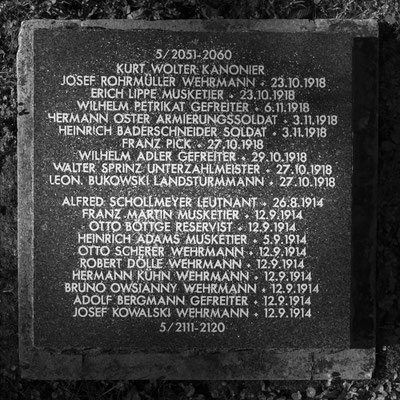 5/2051-2060
KURT WOLTER KANONIER
JOSEF ROHRMÜLLER WEHRMANN + 23.10.1918
ERICH LIPPE MUSKETIER + 23.10.1918
WILHELM PETRIKAT GEFREITER + 6.11.1918
HERMANN OSTER ARMIERUNGSSOLDAT + 3.11.1918
HEINRICH BADERSCHNEIDER SOLDAT + 3.11.1918
FRANZ PICK + 27.10.1918
WILHELM ADLER GEFREITER + 29.10.1918
WALTER SPRINZ UNTERZAHLMEISTER + 27.10.1918
LEON. BUKOWSKI LANDSTURMMANN + 27.10.1918
ALFRED SCHOLLMEYER LEUTNANT + 26.8.1914
FRANZ MARTIN MUSKETIER + 12.9.1914
OTTO BÖTTGE RESERVIST + 12.9.1914
HEINRICH ADAMS MUSKETIER + 5.9.1914
OTTO SCHERER WEHRMANN + 12.9.1914
ROBERT DÖLLE WEHRMANN + 12.9.1914
HERMANN KÜHN WEHRMANN + 12.9.1914
BRUNO OWSIANNY WEHRMANN + 12.9.1914
ADOLF BERGMANN GEFREITER + 12.9.1914
JOSEF KOWALSKI WEHRMANN + 12.9.1914
5/2111-2120